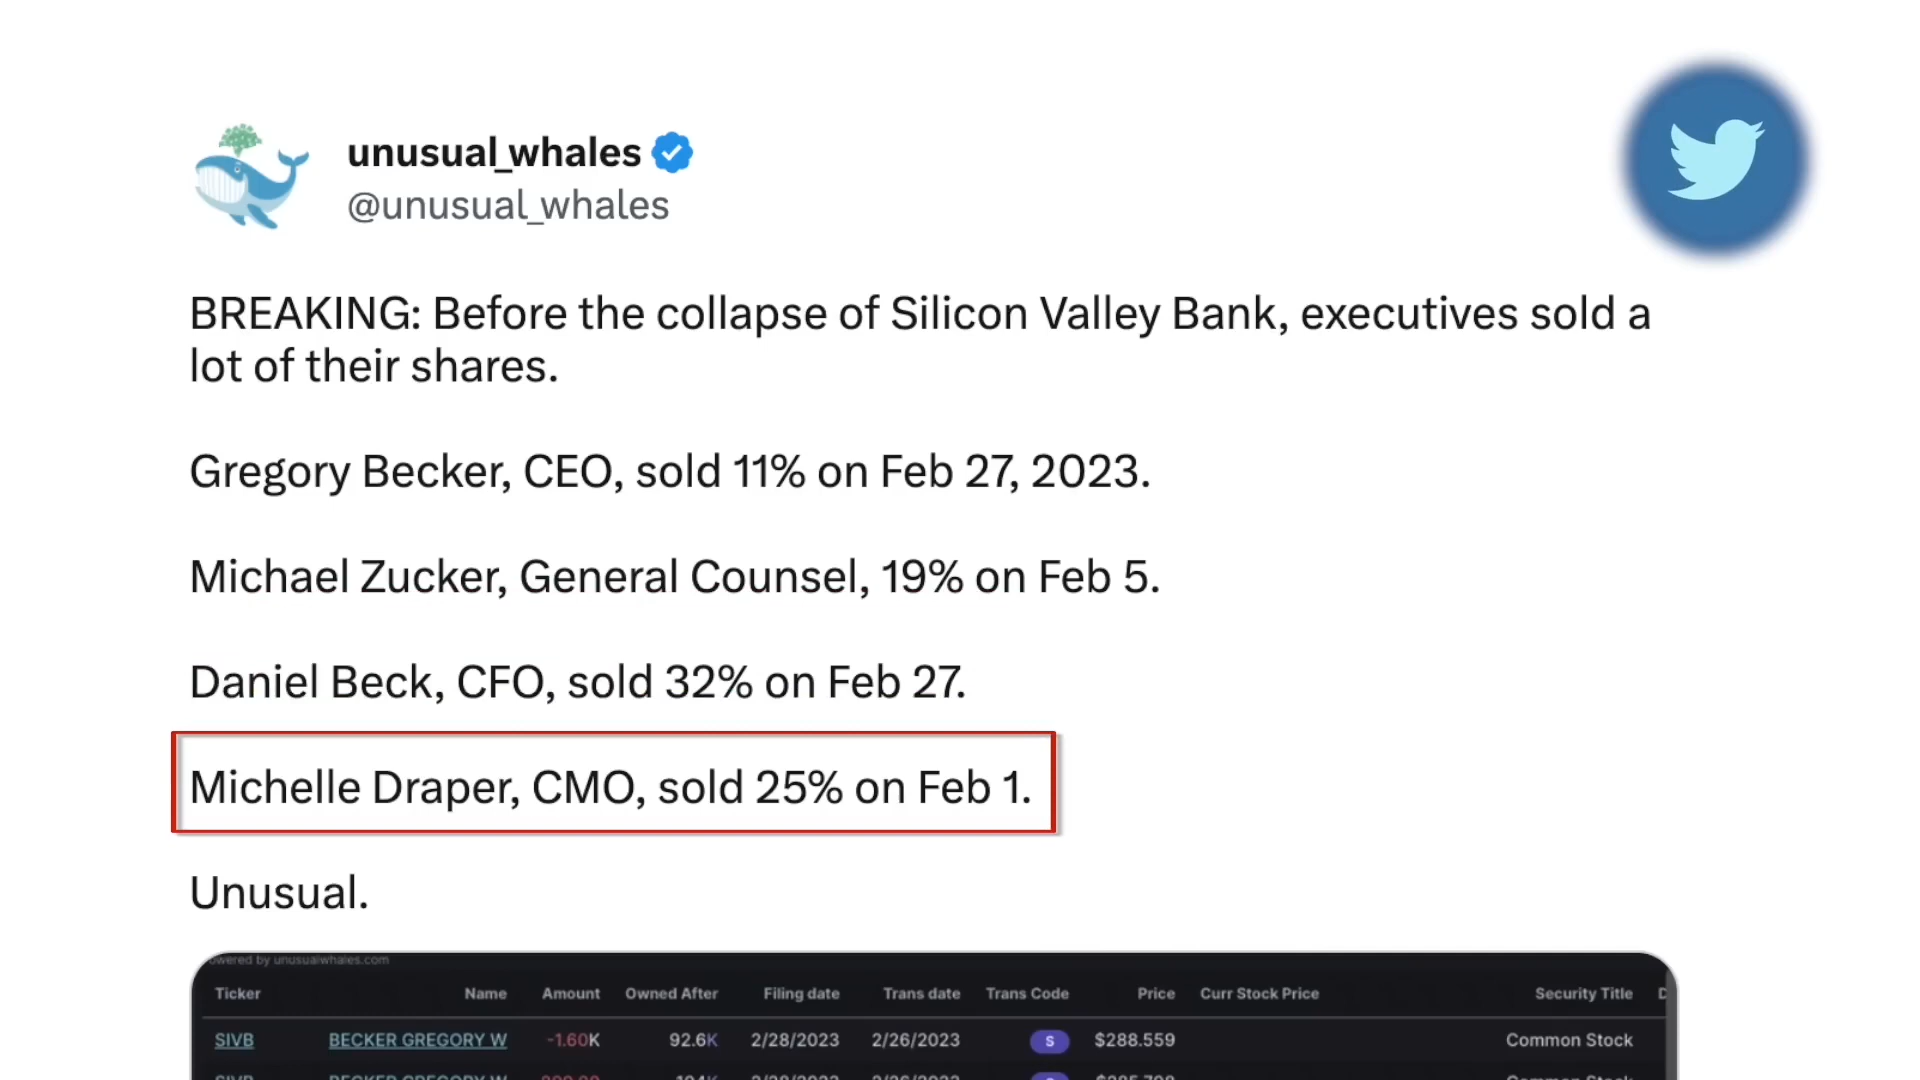 unusual_whales
@unusual_whales
BREAKING: Before the collapse of Silicon Valley Bank, executives sold a
lot of their shares.
Gregory Becker, CEO, sold 11% on Feb 27, 2023.
Michael Zucker, General Counsel, 19% on Feb 5.
Daniel Beck, CFO, sold 32% on Feb 27.
Michelle Draper, CMO, sold 25% on Feb 1.
Unusual.
owered by unusualwhales.com
Ticker Name Amount Owned After Filing date Trans date Trans Code Price Curr Stock Price Security Title D
SIVB BECKER GREGORY W -1.60K 92.6K 2/28/2023 2/26/2023 S $288.559 Common Stock